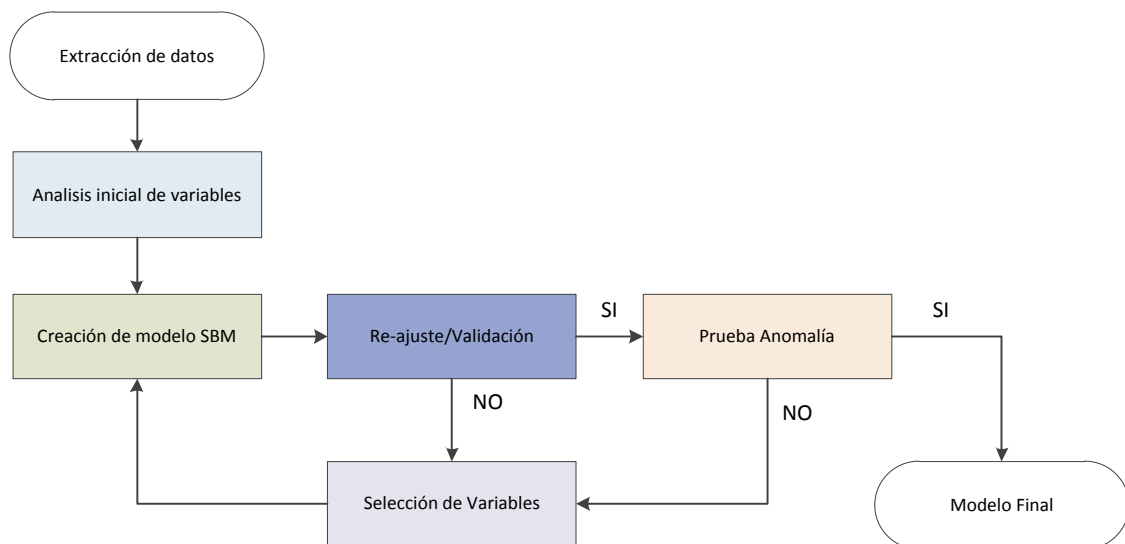 Extracción de datos
Analisis inicial de variables
Creación de modelo SBM
Re-ajuste/Validación
SI
Prueba Anomalía
SI
NO
NO
Selección de Variables
Modelo Final